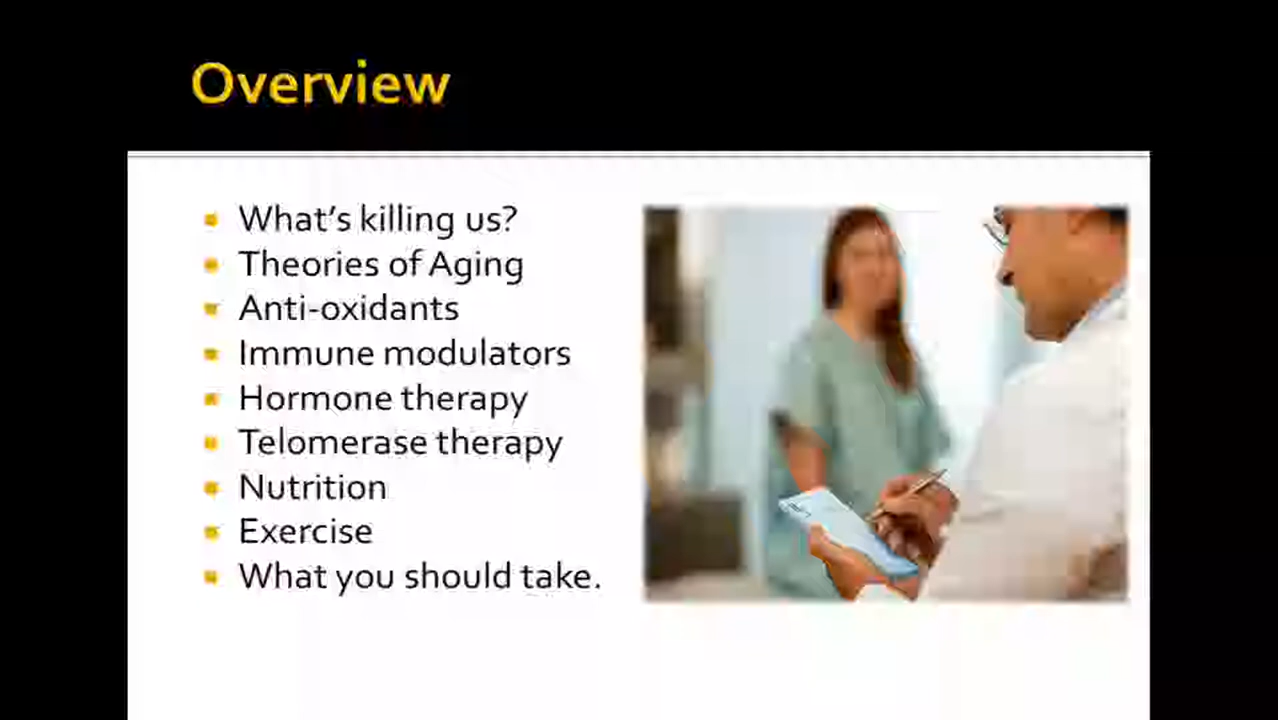 Overview
What's killing us?
Theories of Aging
Anti-oxidants
Immune modulators
Hormone therapy
Telomerase therapy
Nutrition
Exercise
What you should take.